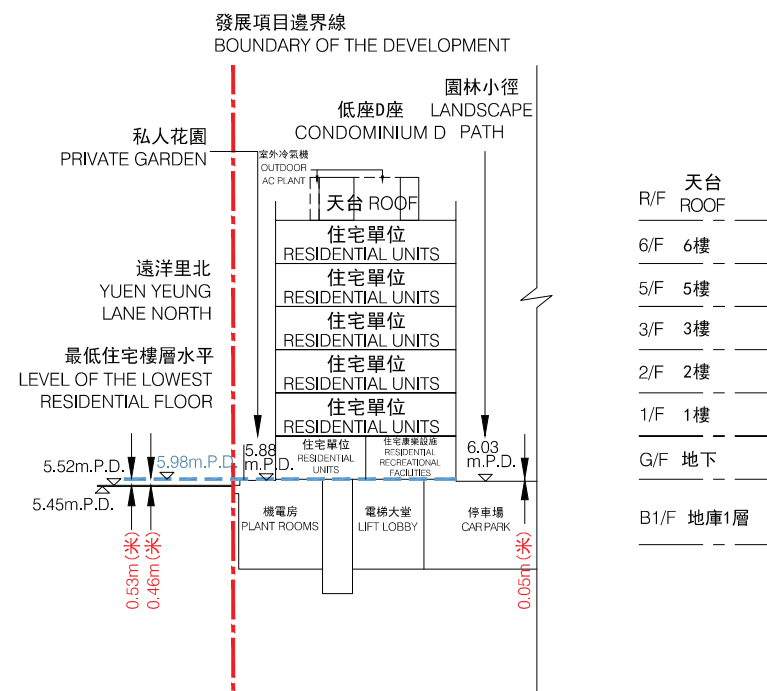 發展項目邊界線
BOUNDARY OF THE DEVELOPMENT
園林小徑
LANDSCAPE
PATH
低座D座
CONDOMINIUM D
私人花園
PRIVATE GARDEN
室外冷氣機
OUTDOOR
AC PLANT
天台 ROOF
住宅單位
RESIDENTIAL UNITS
住宅單位
RESIDENTIAL UNITS
住宅單位
RESIDENTIAL UNITS
住宅單位
RESIDENTIAL UNITS
住宅單位
RESIDENTIAL UNITS
遠洋里北
YUEN YEUNG
LANE NORTH
最低住宅樓層水平
LEVEL OF THE LOWEST
RESIDENTIAL FLOOR
5.52m.P.D.
5.98m.P.D.
5.88
m.P.D.
住宅單位
RESIDENTIAL
UNITS
住宅康樂設施
RESIDENTIAL
RECREATIONAL
FACILITIES
6.03
m.P.D.
5.45m.P.D.
機電房
PLANT ROOMS
電梯大堂
LIFT LOBBY
停車場
CAR PARK
0.53m (米)
0.46m (米)
0.05m (米)
R/F 天台
ROOF
6/F 6樓
5/F 5樓
3/F 3樓
2/F 2樓
1/F 1樓
G/F 地下
B1/F 地庫1層